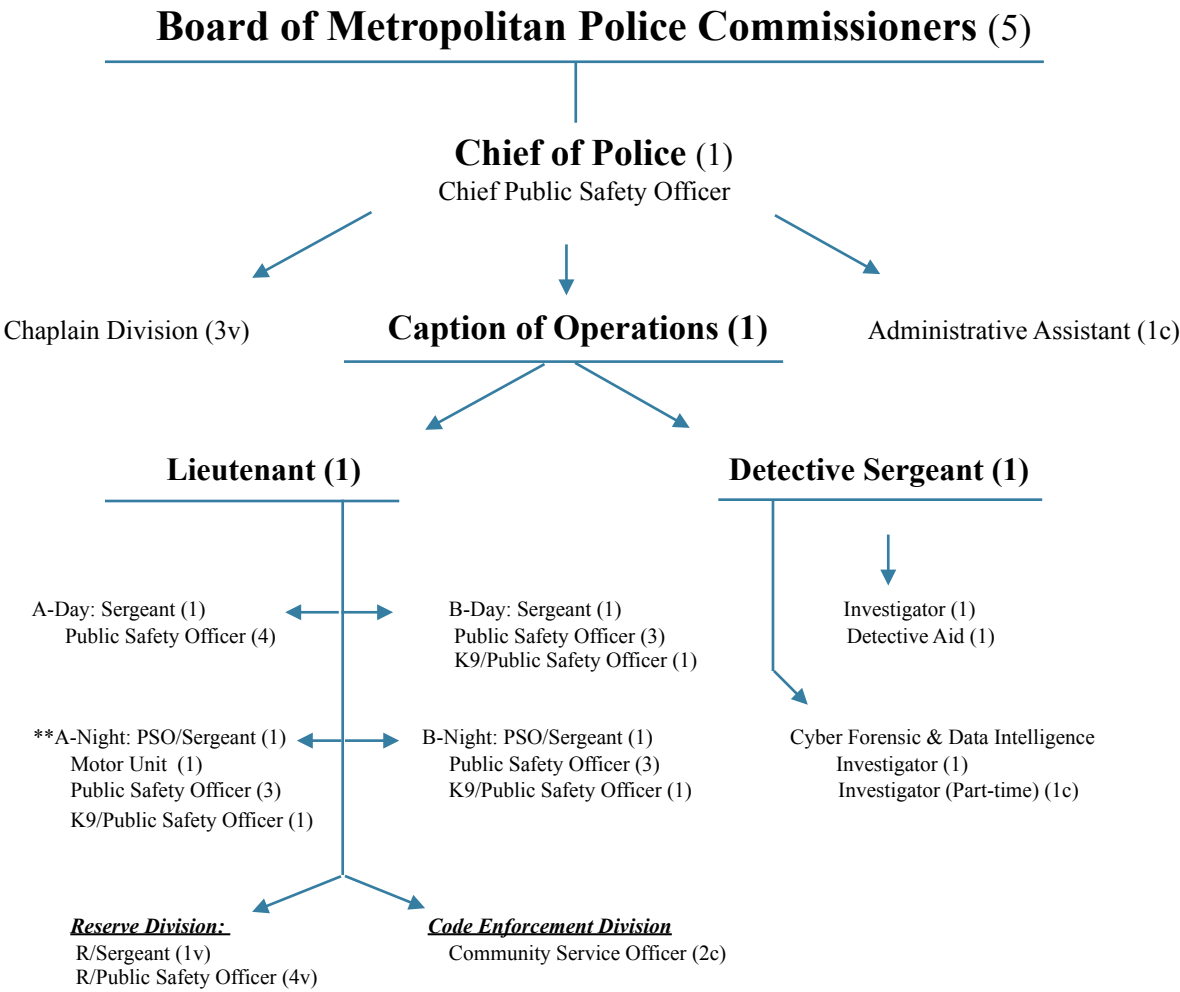 Board of Metropolitan Police Commissioners (5)
Chief of Police (1)
Chief Public Safety Officer
Chaplain Division (3v)
Caption of Operations (1)
Administrative Assistant (1c)
Lieutenant (1)
Detective Sergeant (1)
A-Day: Sergeant (1)
Public Safety Officer (4)
B-Day: Sergeant (1)
Public Safety Officer (3)
K9/Public Safety Officer (1)
Investigator (1)
Detective Aid (1)
**A-Night: PSO/Sergeant (1)
Motor Unit (1)
Public Safety Officer (3)
K9/Public Safety Officer (1)
B-Night: PSO/Sergeant (1)
Public Safety Officer (3)
K9/Public Safety Officer (1)
Cyber Forensic & Data Intelligence
Investigator (1)
Investigator (Part-time) (1c)
Reserve Division:
R/Sergeant (1v)
R/Public Safety Officer (4v)
Code Enforcement Division
Community Service Officer (2c)